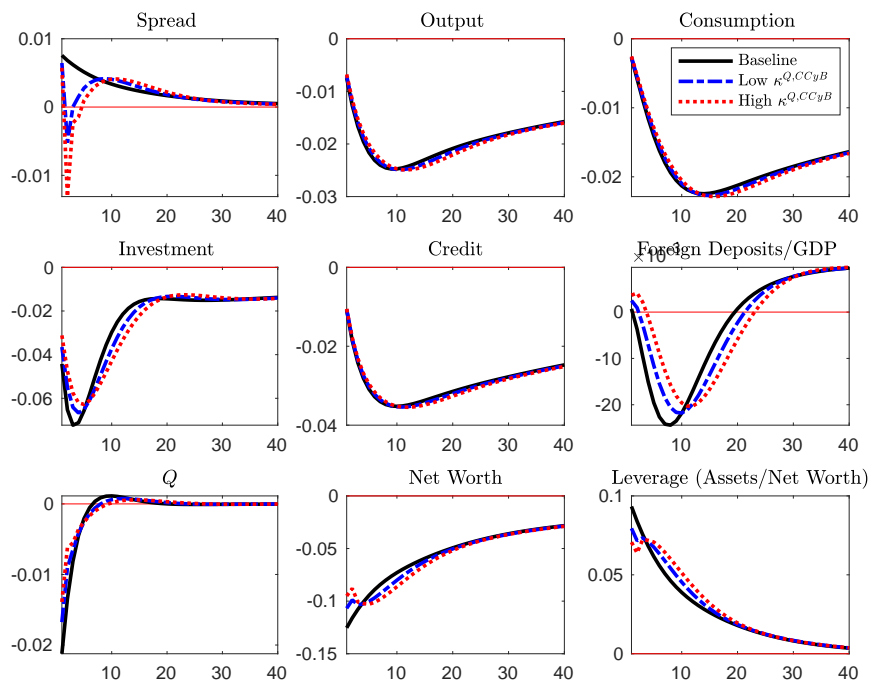 Spread
Output
Consumption
0.01
0
-0.01
10 20 30 40
0
-0.01
-0.02
-0.03
10 20 30 40
0
-0.01
-0.02
10 20 30 40
Baseline
Low κ^{Q,CCyB}
High κ^{Q,CCyB}
Investment
Credit
Foreign Deposits/GDP
0
-0.02
-0.04
-0.06
10 20 30 40
0
-0.02
-0.04
10 20 30 40
×10^{-3}
0
-10
-20
10 20 30 40
Q
Net Worth
Leverage (Assets/Net Worth)
0
-0.01
-0.02
10 20 30 40
0
-0.05
-0.1
-0.15
10 20 30 40
0.1
0.05
0
10 20 30 40